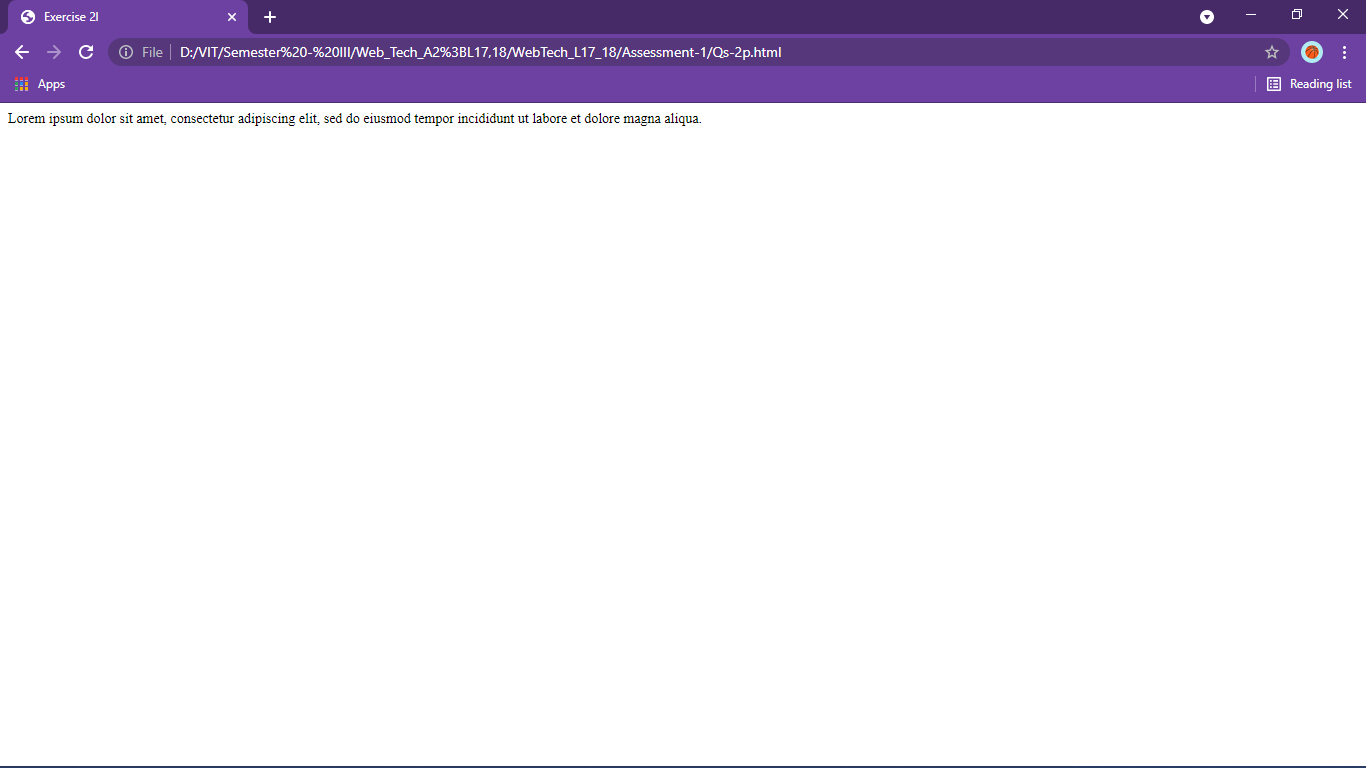 Exercise 2l
File D:/VIT/Semester%20-%20III/Web_Tech_A2%3BL17,18/WebTech_L17_18/Assessment-1/Qs-2p.html
Apps Reading list
Lorem ipsum dolor sit amet, consectetur adipiscing elit, sed do eiusmod tempor incididunt ut labore et dolore magna aliqua.